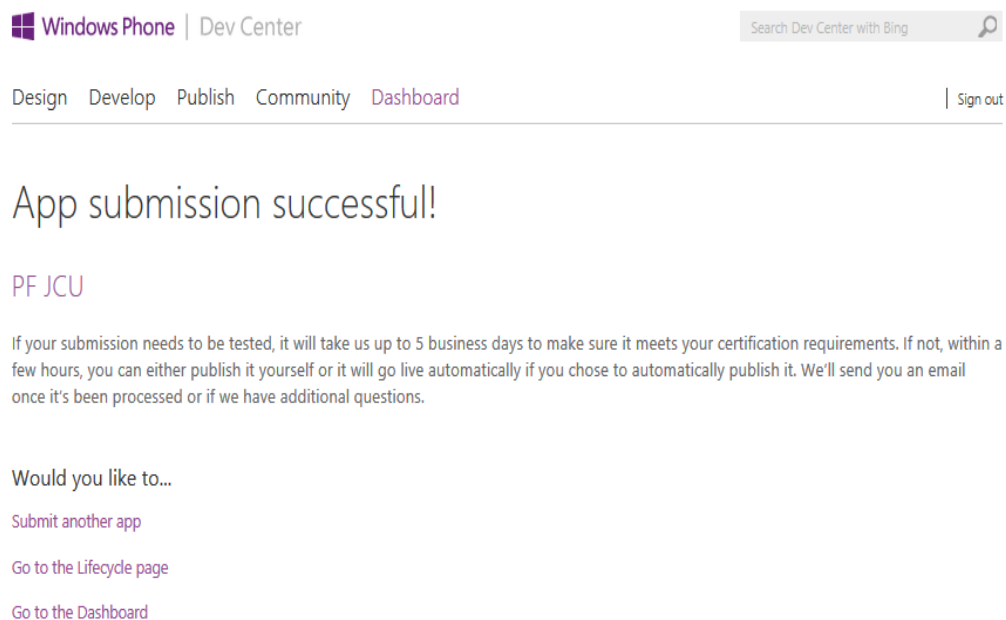 Windows Phone | Dev Center
Search Dev Center with Bing
Design Develop Publish Community Dashboard
| Sign out
App submission successful!
PF JCU
If your submission needs to be tested, it will take us up to 5 business days to make sure it meets your certification requirements. If not, within a
few hours, you can either publish it yourself or it will go live automatically if you chose to automatically publish it. We'll send you an email
once it's been processed or if we have additional questions.
Would you like to...
Submit another app
Go to the Lifecycle page
Go to the Dashboard